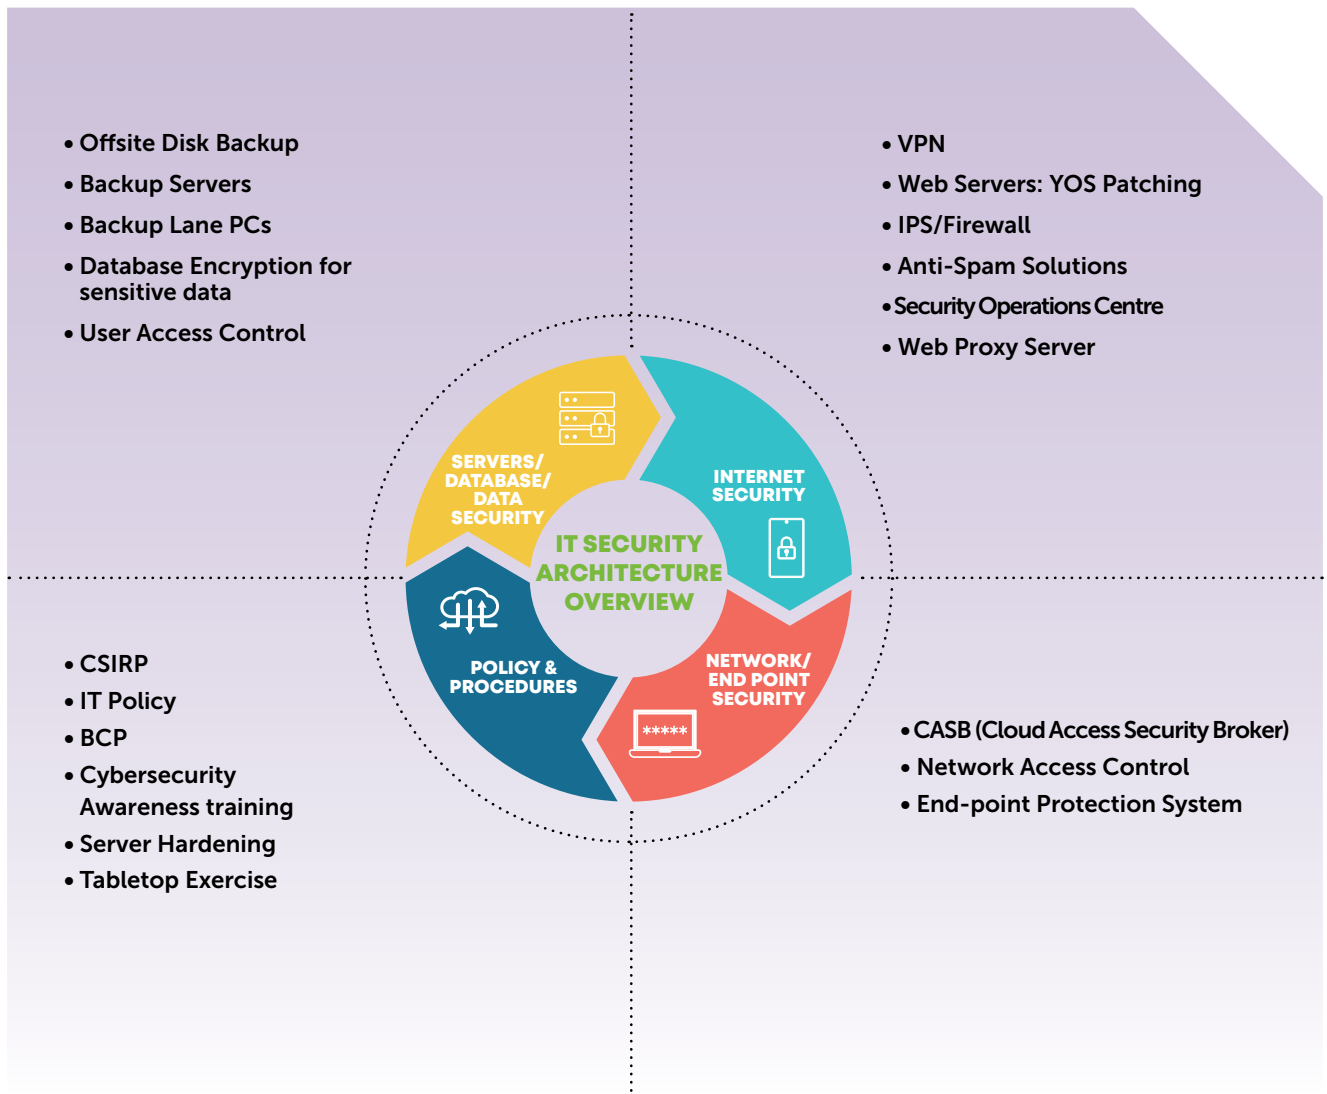 • Offsite Disk Backup
• Backup Servers
• Backup Lane PCs
• Database Encryption for
sensitive data
• User Access Control
• VPN
• Web Servers: YOS Patching
• IPS/Firewall
• Anti-Spam Solutions
• Security Operations Centre
• Web Proxy Server
SERVERS/
DATABASE/
DATA
SECURITY
INTERNET
SECURITY
IT SECURITY
ARCHITECTURE
OVERVIEW
POLICY &
PROCEDURES
NETWORK/
END POINT
SECURITY
*****
• CSIRP
• IT Policy
• BCP
• Cybersecurity
Awareness training
• Server Hardening
• Tabletop Exercise
• CASB (Cloud Access Security Broker)
• Network Access Control
• End-point Protection System